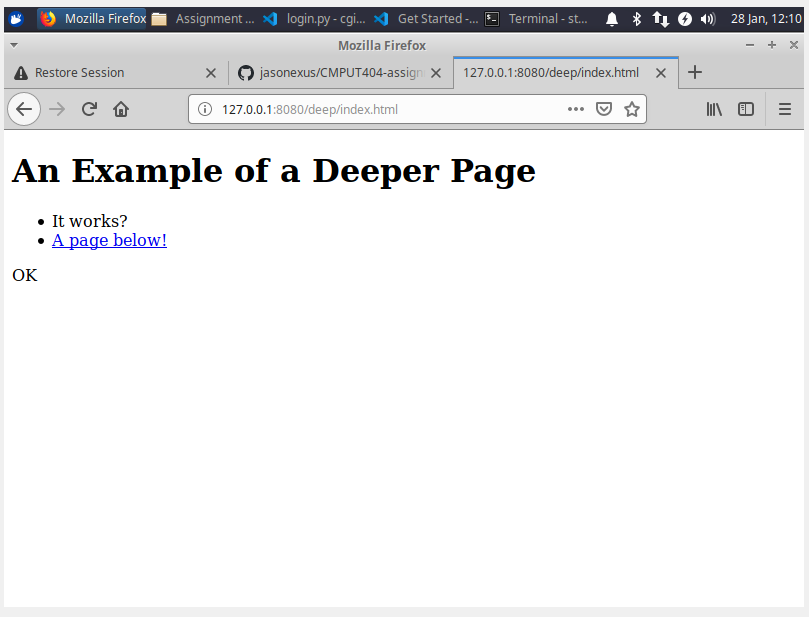 Mozilla Firefox Assignment ... login.py - cgi... Get Started -... Terminal - st... 28 Jan, 12:10
Mozilla Firefox
Restore Session jasonexus/CMPUT404-assign 127.0.0.1:8080/deep/index.html
127.0.0.1:8080/deep/index.html
An Example of a Deeper Page
• It works?
• A page below!
OK